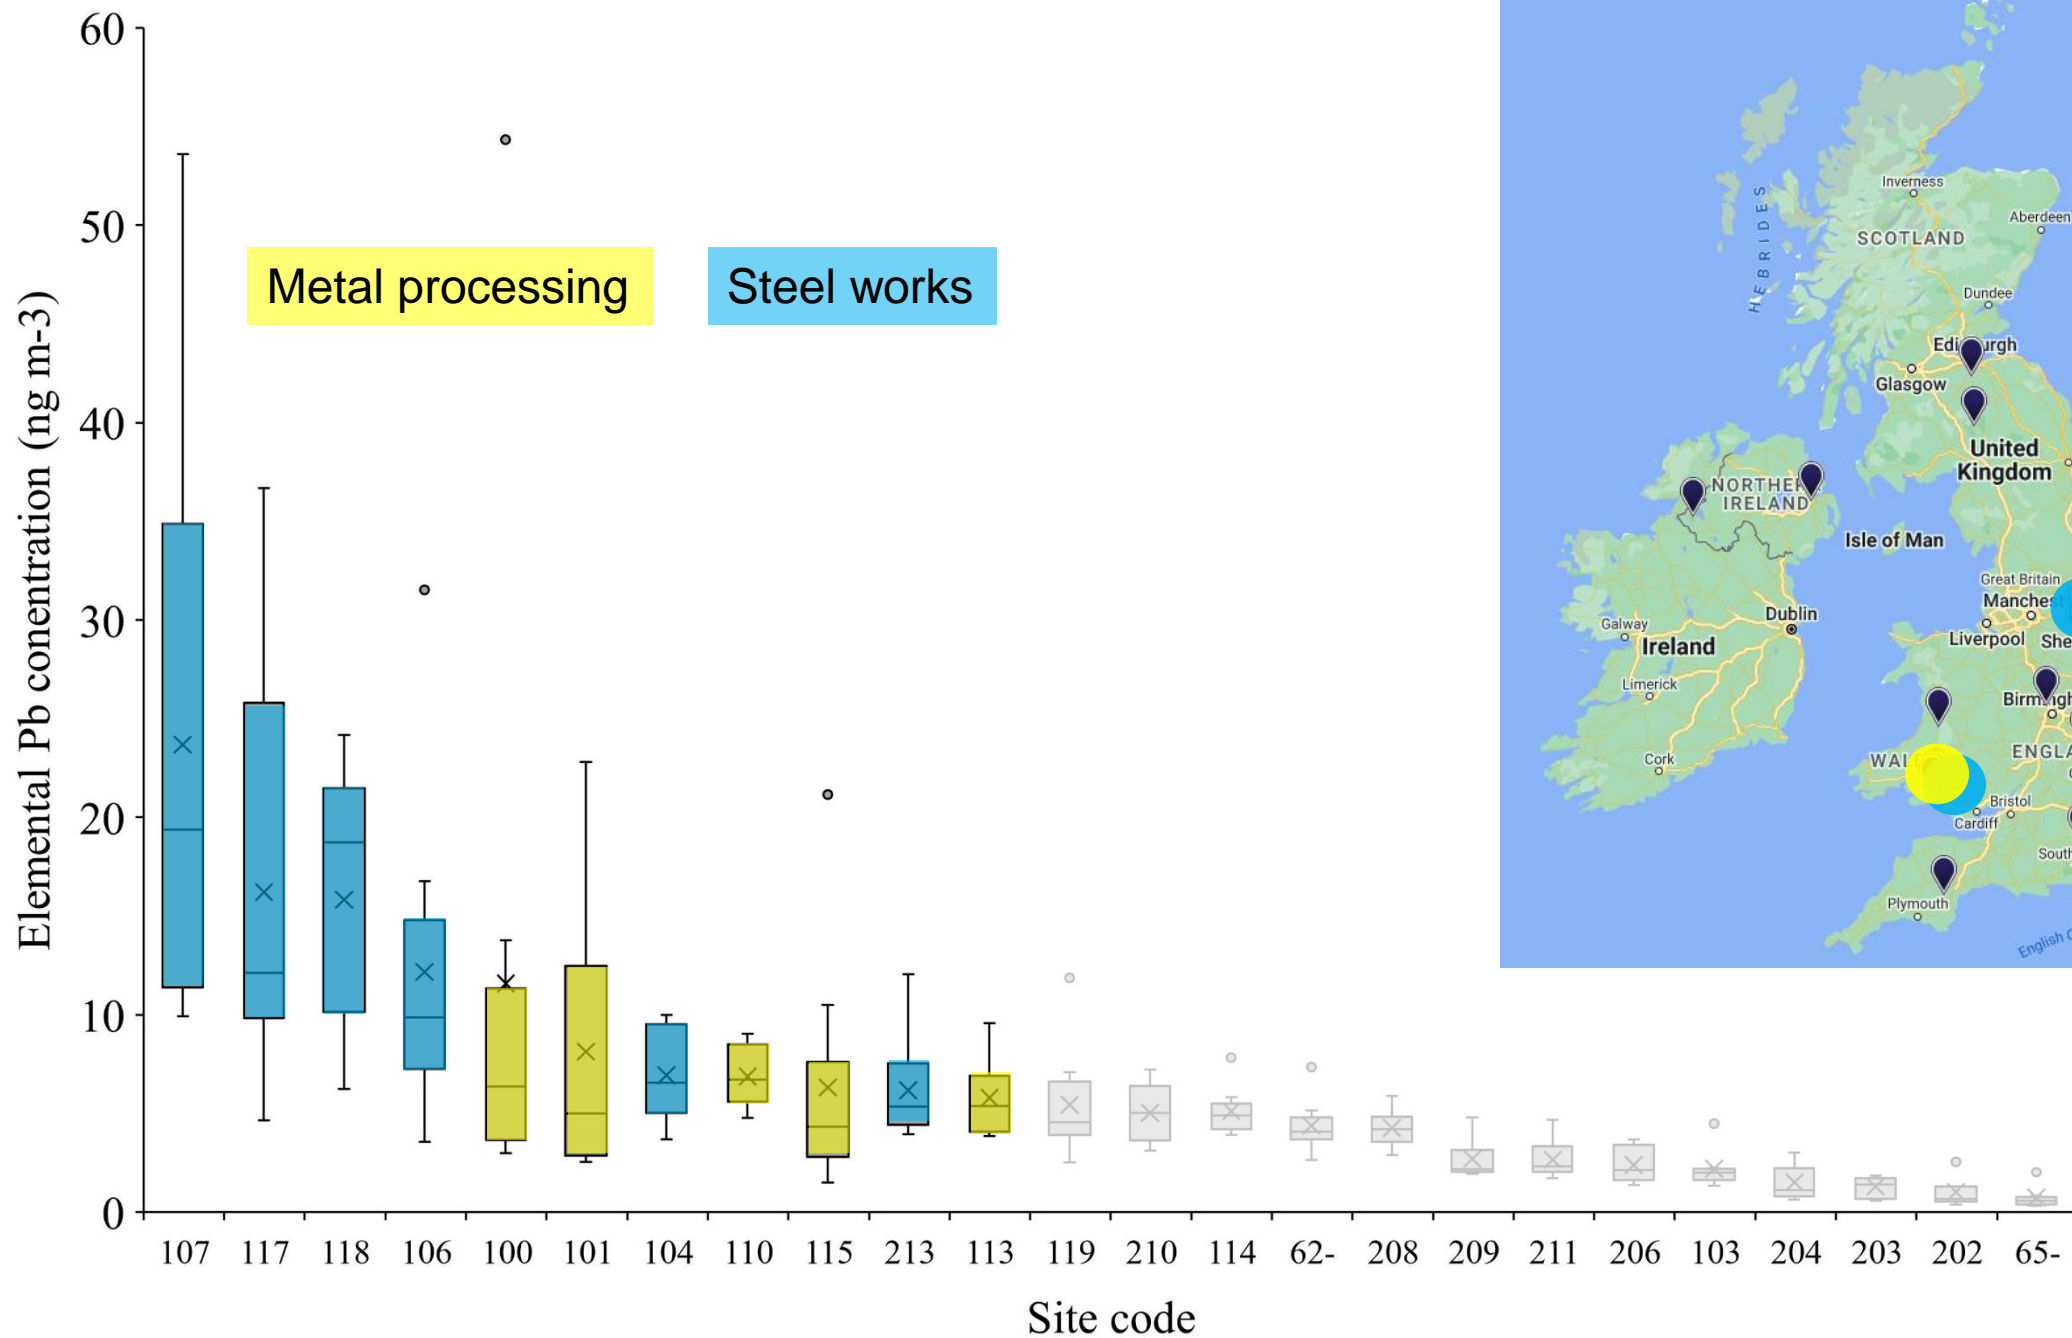 60
50
40
30
20
10
0
Elemental Pb conentration (ng m-3)
Metal processing
Steel works
107 117 118 106 100 101 104 110 115 213 113 119 210 114 62- 208 209 211 206 103 204 203 202 65-
Site code
HEBRIDES
Inverness
Aberdeen
SCOTLAND
Dundee
Glasgow
United
Kingdom
IRELAND
Isle of Man
Great Britain
Liverpool
Dublin
Galway
Ireland
Limerick
Cork
Bristol
Cardiff
Plymouth
English